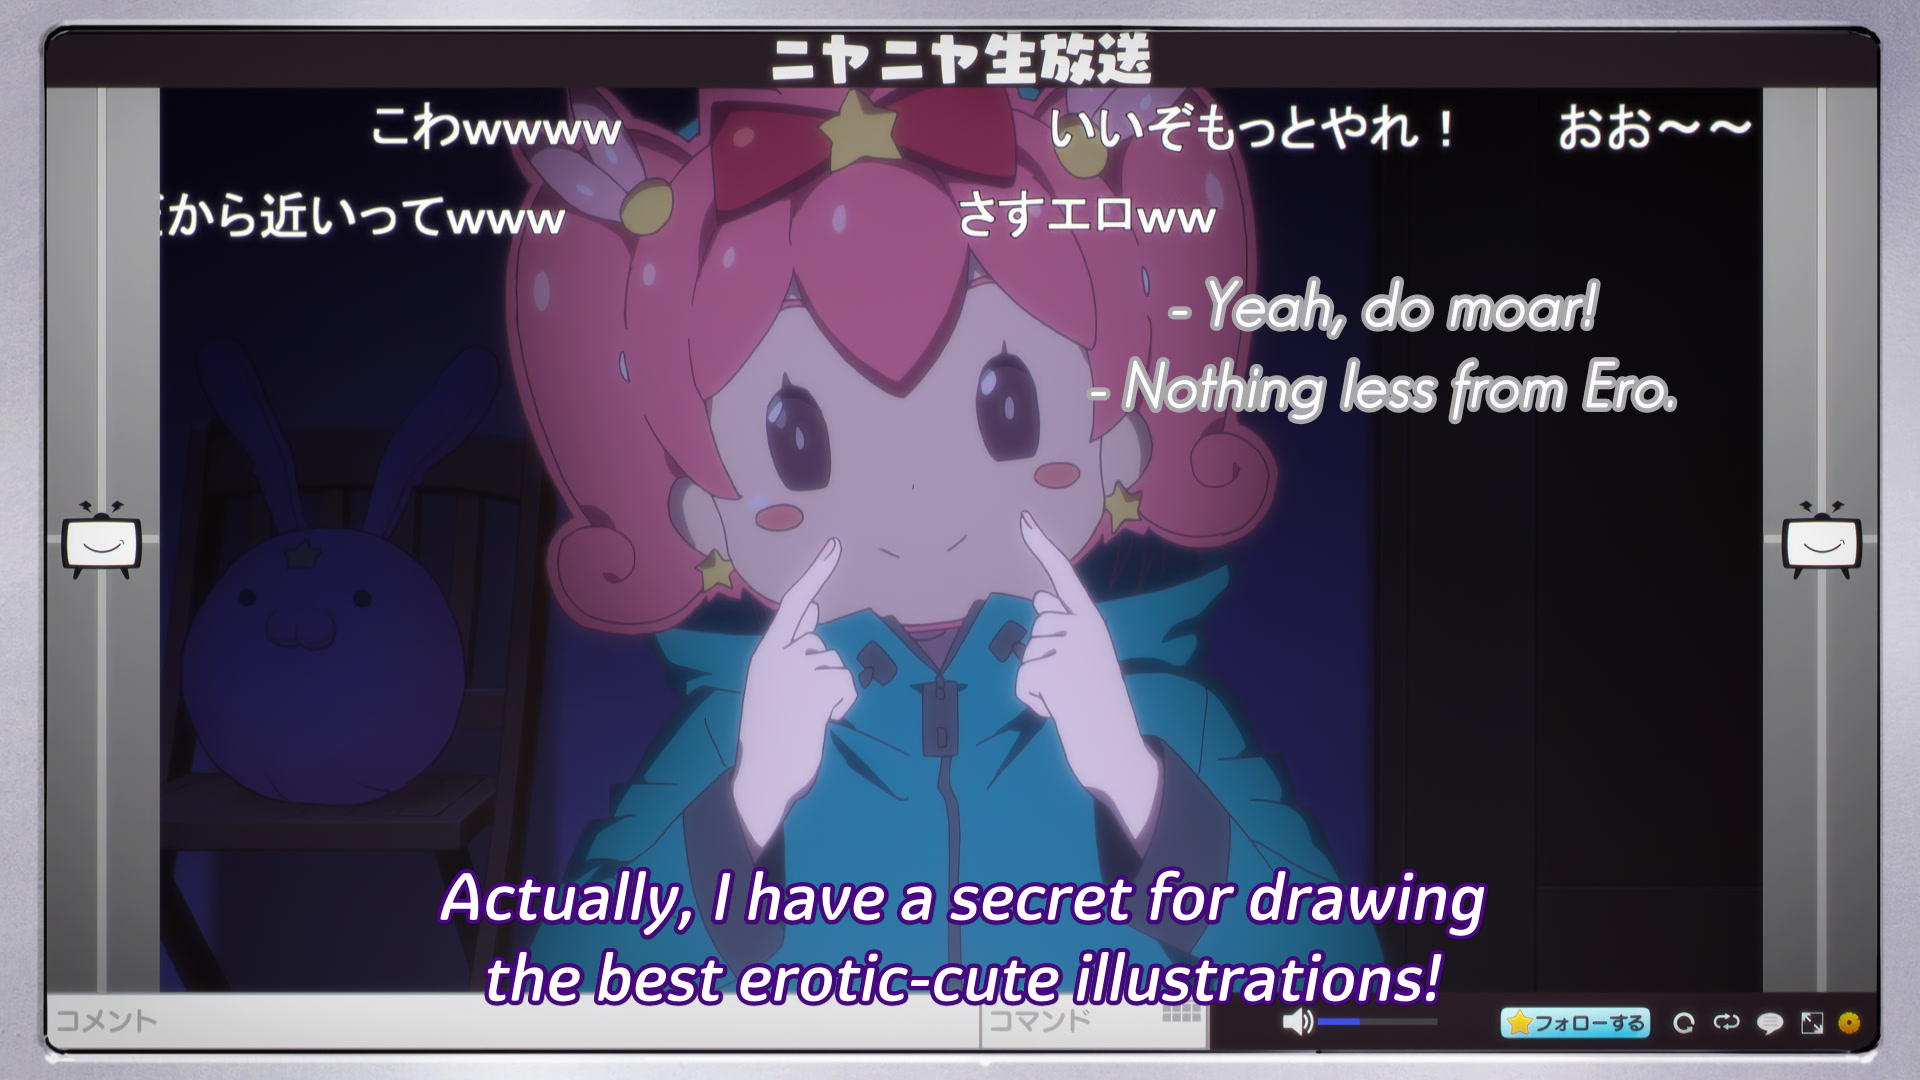 ニヤニヤ生放送
こわwwww
いいぞもっとやれ！
おお～～
から近いってwww
さすエロww
- Yeah, do moar!
- Nothing less from Ero.
Actually, I have a secret for drawing
the best erotic-cute illustrations!
コメント
コマンド
フォローする